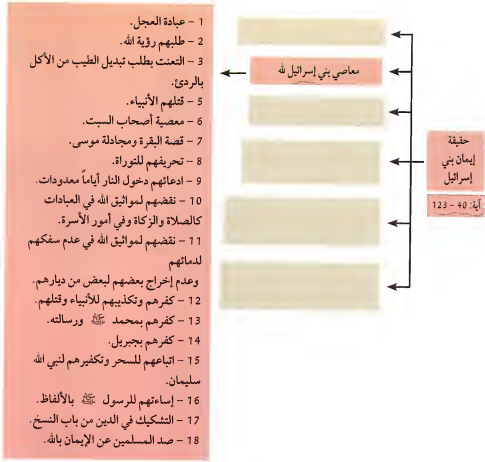 حقيقة
إيمان بني
إسرائيل
آية: 40 – 123
معاصي بني إسرائيل لله
1 – عبادة العجل.
2 – طلبهم رؤية الله.
3 – التعنت بطلب تبديل الطيب من الأكل
بالردئ.
5 – قتلهم الأنبياء.
6 – معصية أصحاب السبت.
7 – قصة البقرة ومجادلة موسى.
8 – تحريفهم للتوراة.
9 – ادعائهم دخول النار أياماً معدودات.
10 – نقضهم لمواثيق الله في العبادات
كالصلاة والزكاة وفي أمور الأسرة.
11 – نقضهم لمواثيق الله في عدم سفكهم
لدمائهم
وعدم إخراج بعضهم لبعض من ديارهم.
12 – كفرهم وتكذيبهم للأنبياء وقتلهم.
13 – كفرهم بمحمد ﷺ ورسالته.
14 – كفرهم بجبريل.
15 – اتباعهم للسحر وتكفيرهم لنبي الله
سليمان.
16 – إساءتهم للرسول ﷺ بالألفاظ.
17 – التشكيك في الدين من باب النسخ.
18 – صد المسلمين عن الإيمان بالله.